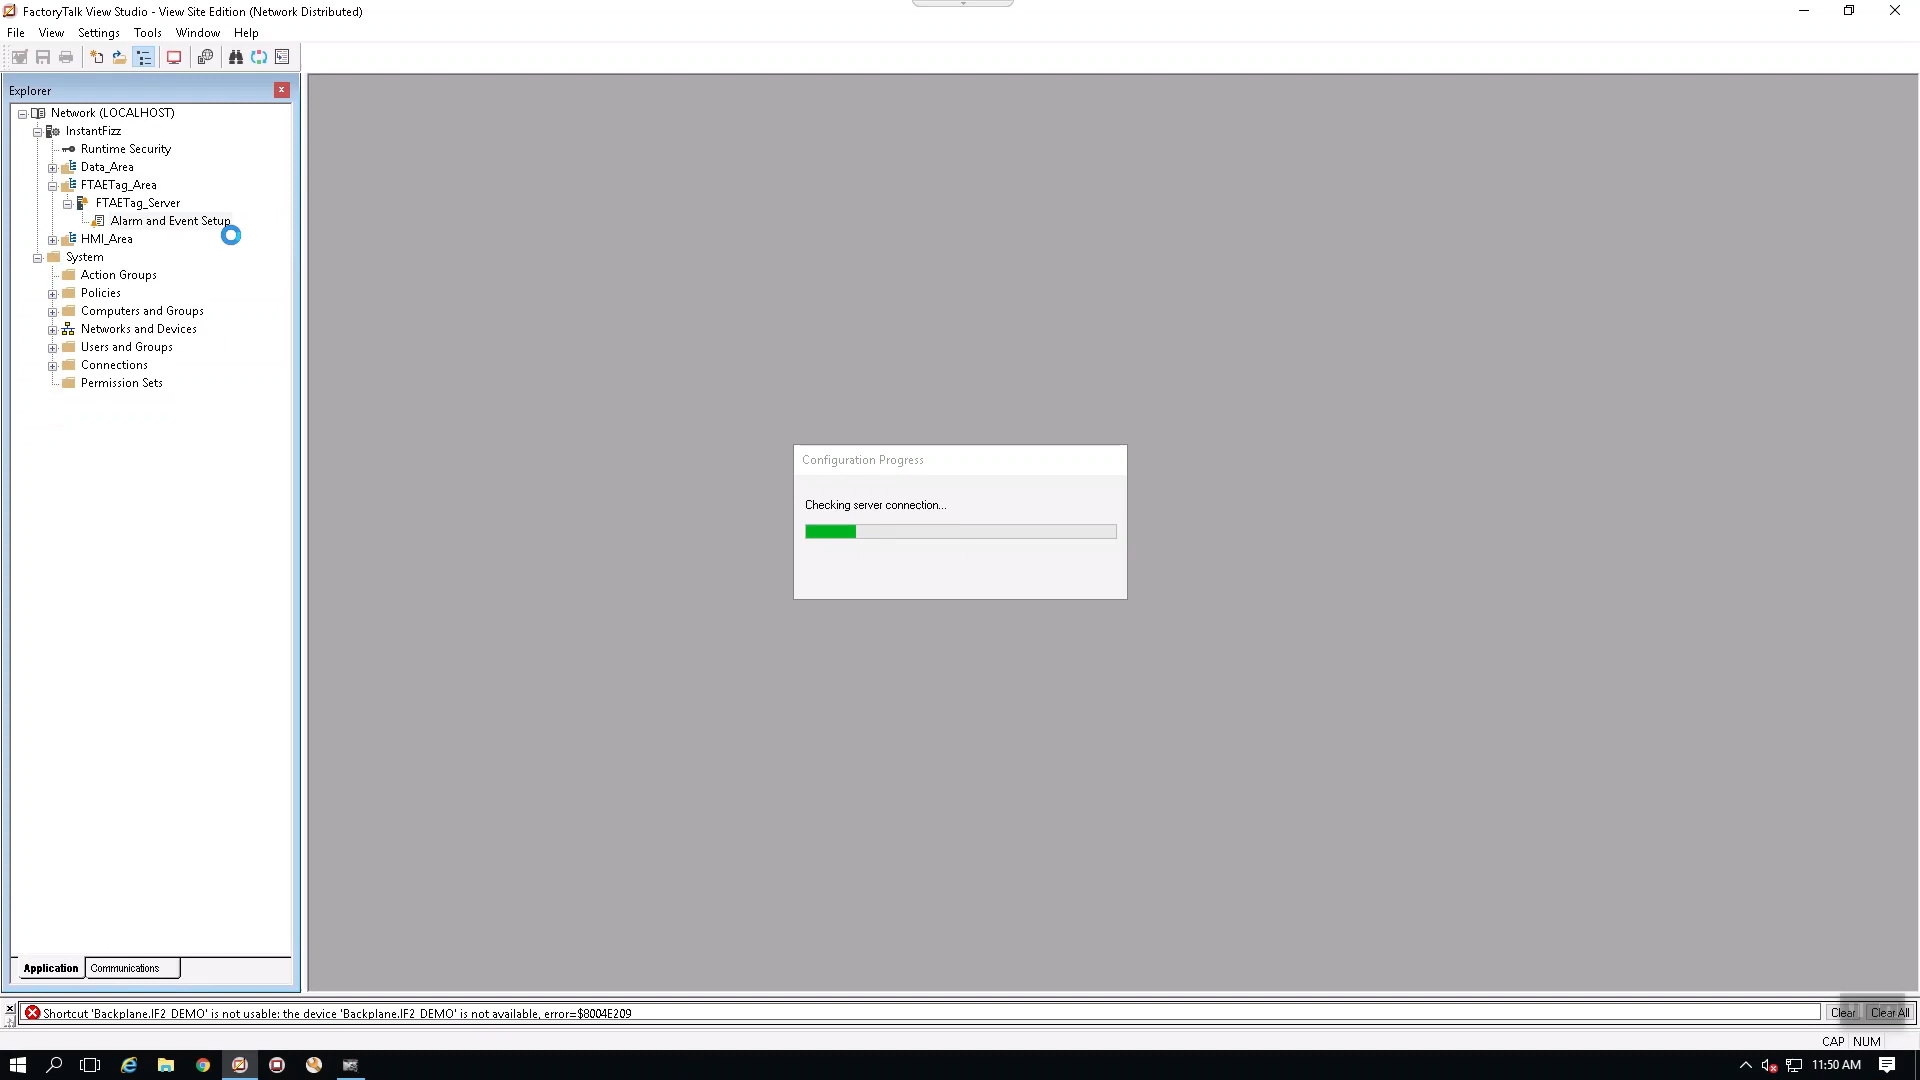 FactoryTalk View Studio - View Site Edition (Network Distributed)
File View Settings Tools Window Help
Explorer
Network (LOCALHOST)
InstantFizz
Runtime Security
Data_Area
FTAETag_Area
FTAETag_Server
Alarm and Event Setup
HMI_Area
System
Action Groups
Policies
Computers and Groups
Networks and Devices
Users and Groups
Connections
Permission Sets
Configuration Progress
Checking server connection...
Application Communications
Shortcut 'Backplane.IF2_DEMO' is not usable: the device 'Backplane.IF2_DEMO' is not available, error=$8004E209
Clear Clear All
CAP NUM
11:50 AM